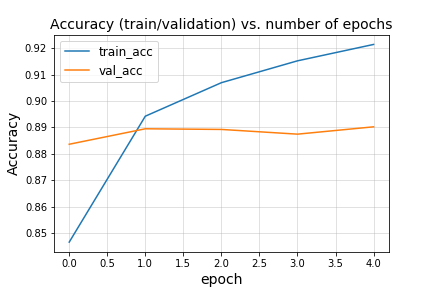 Accuracy (train/validation) vs. number of epochs
train_acc
val_acc
0.92
0.91
0.90
0.89
0.88
0.87
0.86
0.85
Accuracy
0.0 0.5 1.0 1.5 2.0 2.5 3.0 3.5 4.0
epoch